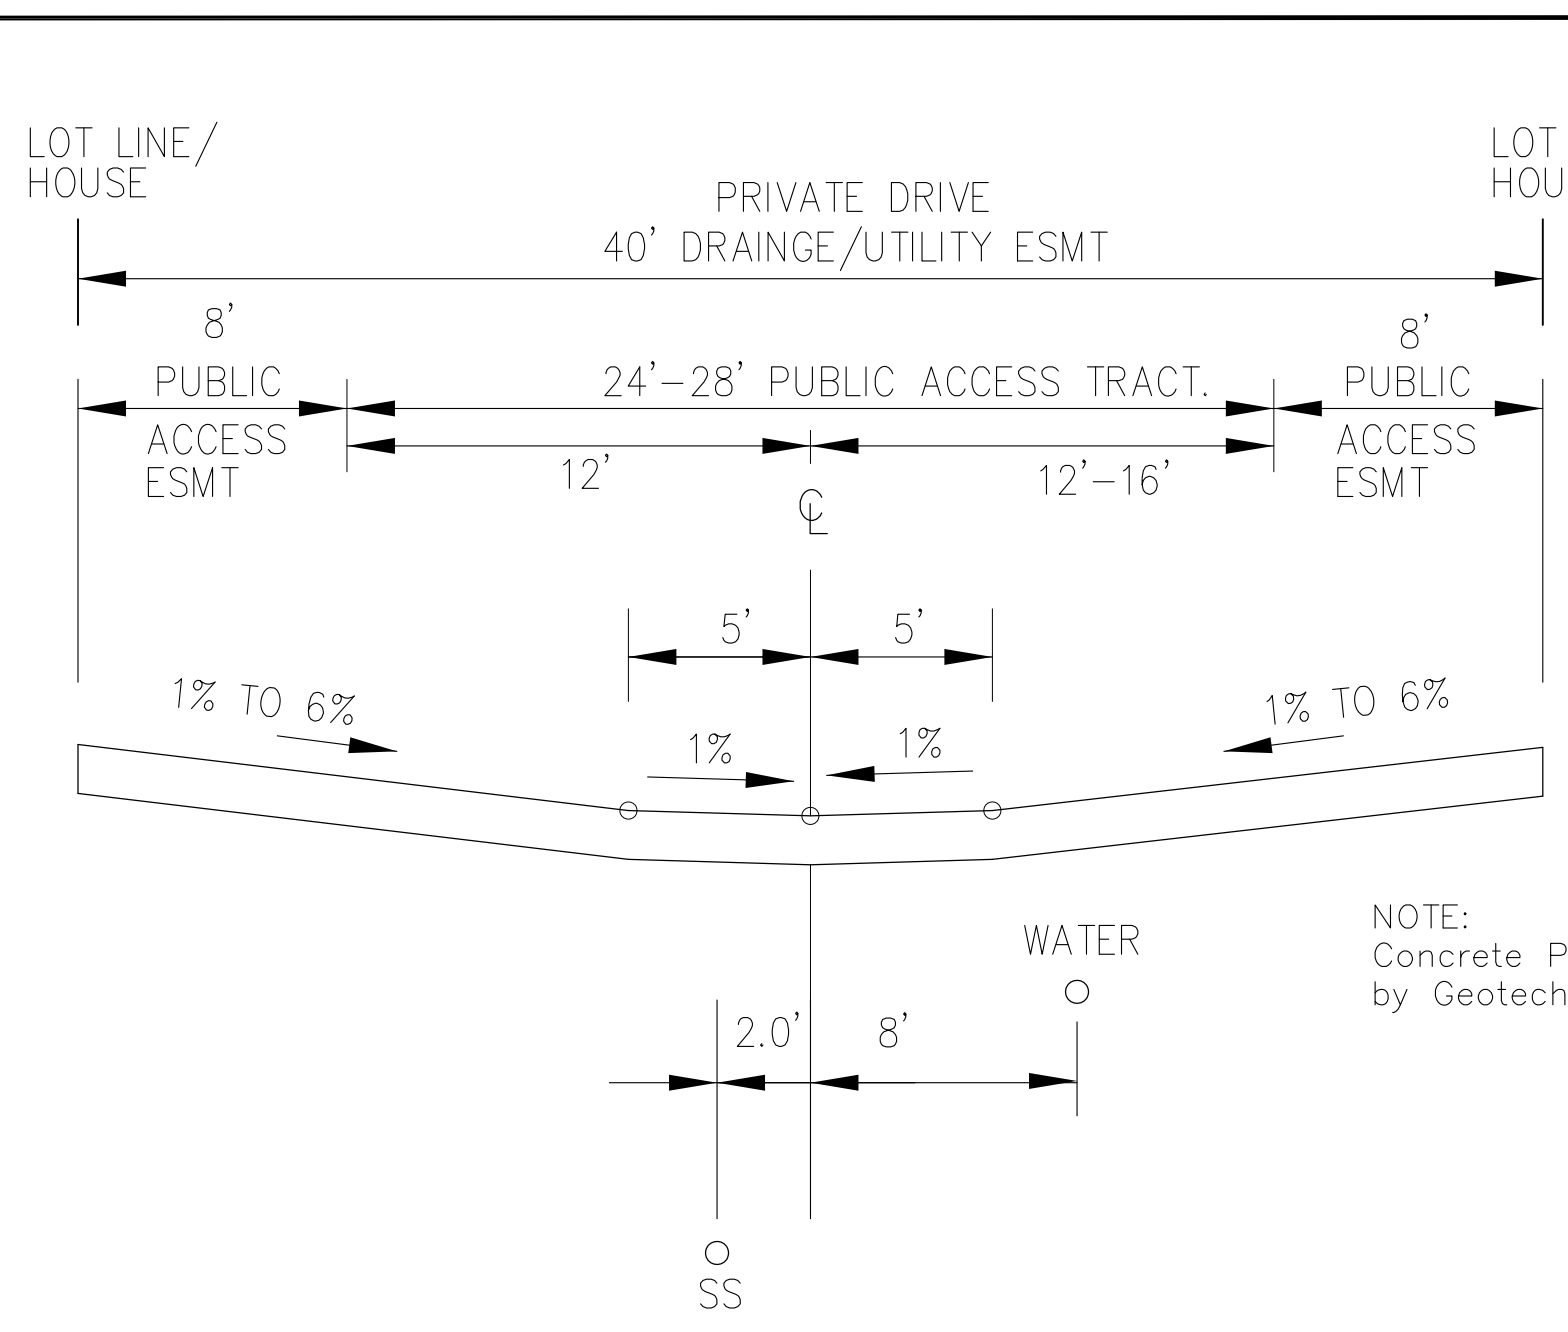 LOT LINE/
HOUSE
LOT
PRIVATE DRIVE
40' DRAINGE/UTILITY ESMT
8'
PUBLIC
ACCESS
ESMT
24'-28' PUBLIC ACCESS TRACT.
8'
PUBLIC
ACCESS
ESMT
12'
12'-16'
℄
5'
5'
1% TO 6%
1%
1%
1% TO 6%
WATER
2.0'
8'
SS
NOTE:
Concrete
by Geotech